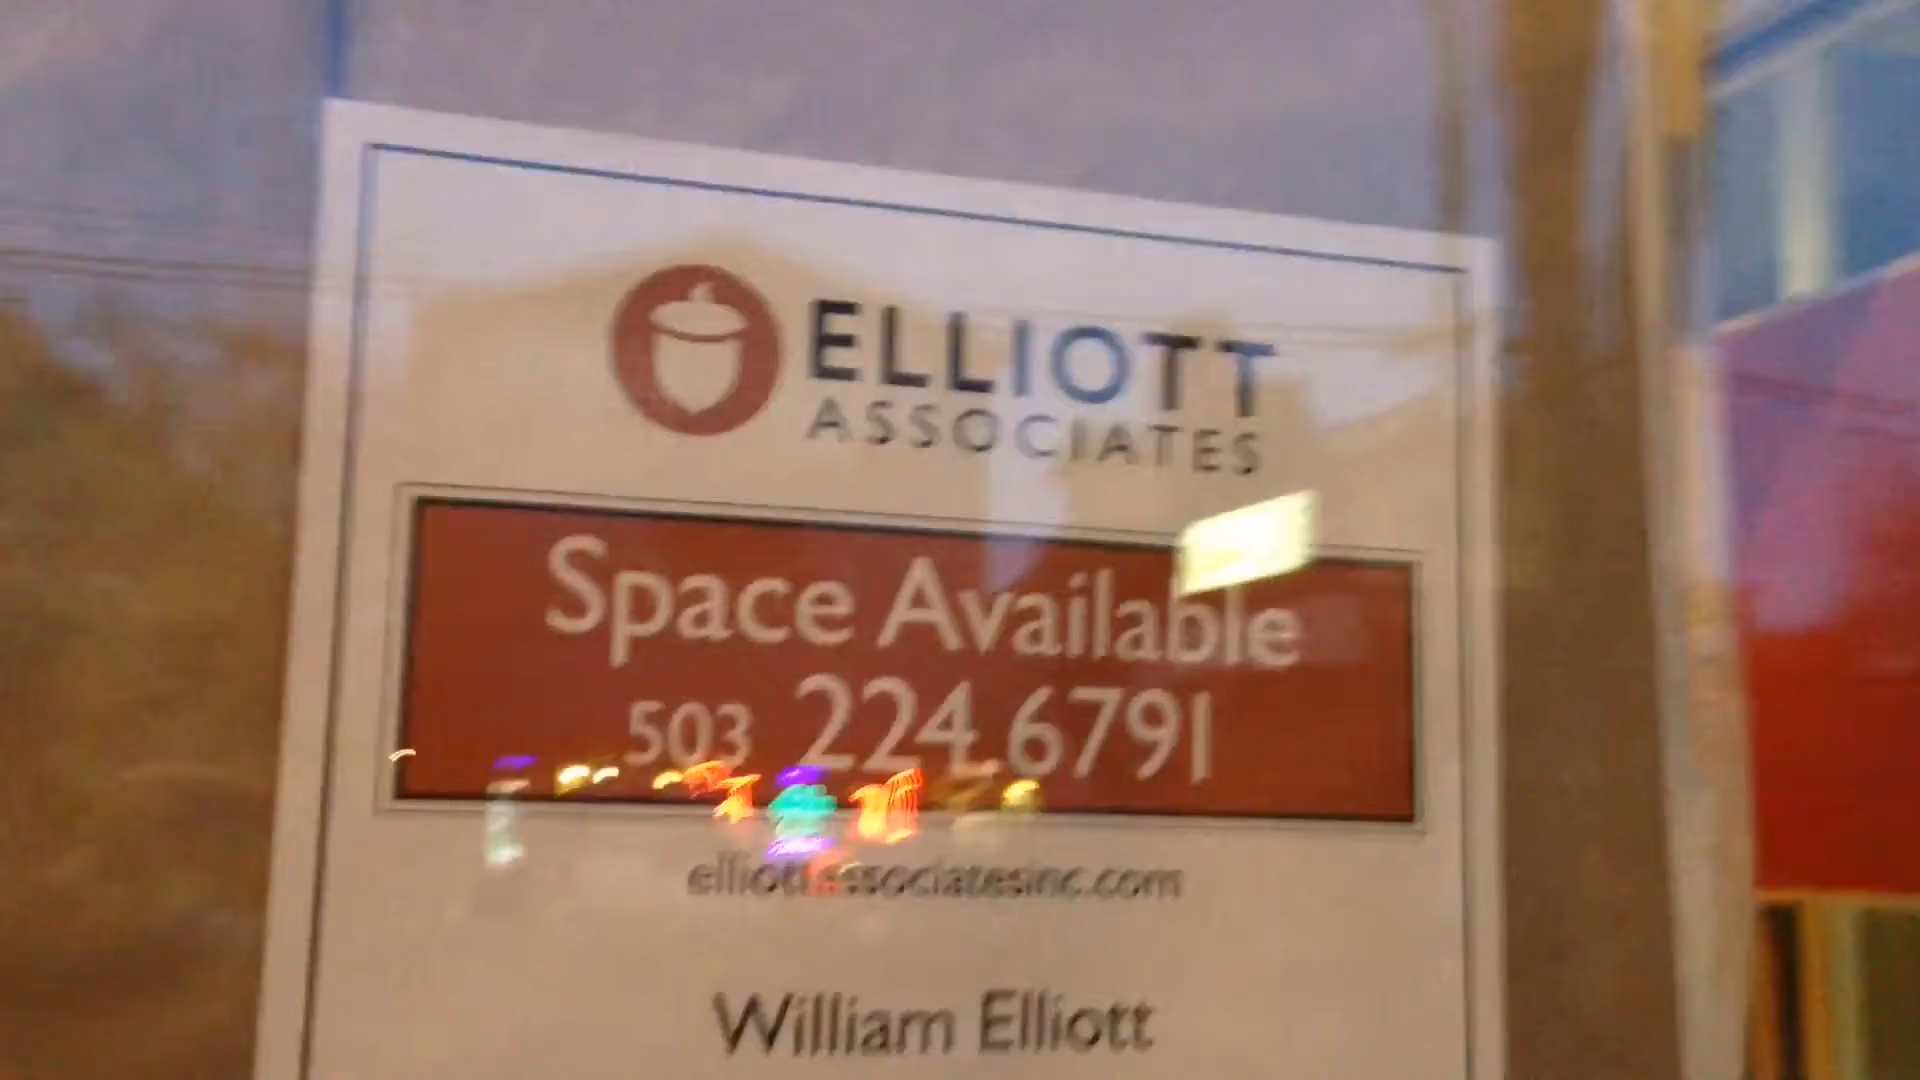 ELLIOTT
ASSOCIATES
Space Available
503 224.6791
elliottassociatesinc.com
William Elliott